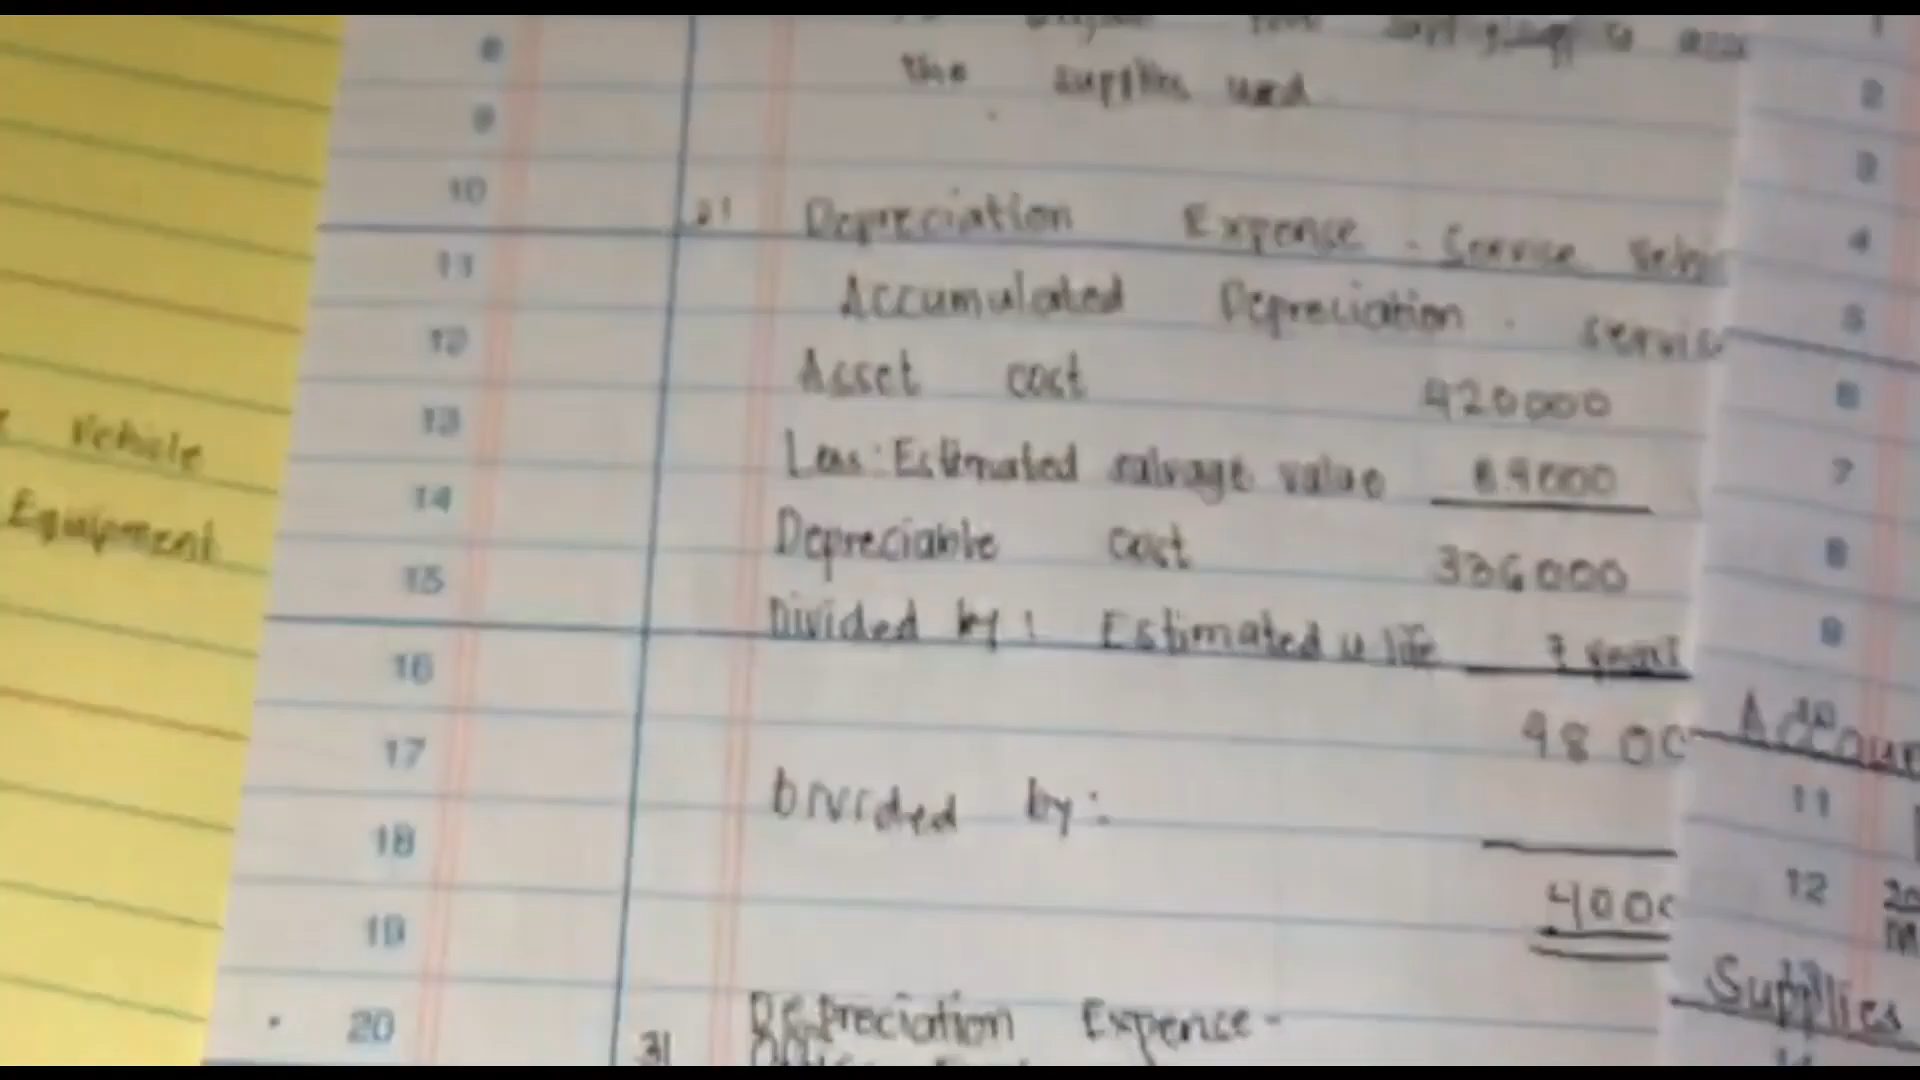 the supplies used
Vehicle
Equipment
8
9
10
11
12
13
14
15
16
17
18
19
20
Depreciation Expense - Service
Accumulated Depreciation -
Asset cost 420000
Less: Estimated salvage value
Depreciable cost 336000
Divided by: Estimated u life 7 years
48 00
Divided by:
400
31 Depreciation Expense -
1
2
3
4
5
6
7
8
9
11
12
Supplies